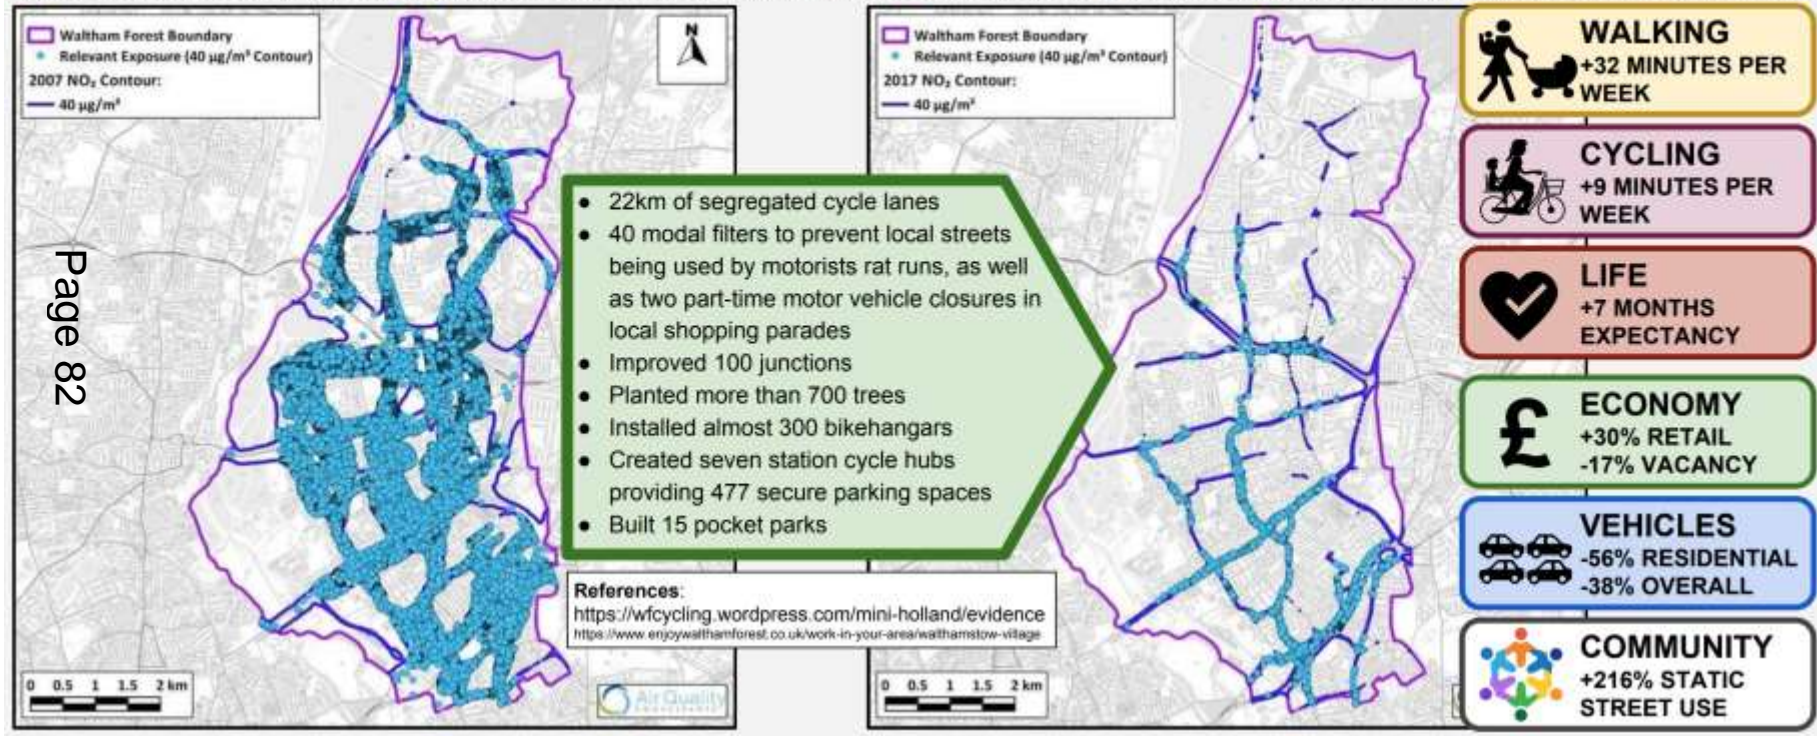 Waltham Forest Boundary
Relevant Exposure (40 µg/m³ Contour)
2007 NO₂ Contour:
40 µg/m³
N
Page 82
0 0.5 1 1.5 2 km
Air Quality
CONSULTANTS
● 22km of segregated cycle lanes
● 40 modal filters to prevent local streets
being used by motorists rat runs, as well
as two part-time motor vehicle closures in
local shopping parades
● Improved 100 junctions
● Planted more than 700 trees
● Installed almost 300 bikehangars
● Created seven station cycle hubs
providing 477 secure parking spaces
● Built 15 pocket parks
References:
https://wfcycling.wordpress.com/mini-holland/evidence
https://www.enjoywalthamforest.co.uk/work-in-your-area/walthamstow-village
Waltham Forest Boundary
Relevant Exposure (40 µg/m³ Contour)
2017 NO₂ Contour:
40 µg/m³
0 0.5 1 1.5 2 km
WALKING
+32 MINUTES PER
WEEK
CYCLING
+9 MINUTES PER
WEEK
LIFE
+7 MONTHS
EXPECTANCY
£
ECONOMY
+30% RETAIL
-17% VACANCY
VEHICLES
-56% RESIDENTIAL
-38% OVERALL
COMMUNITY
+216% STATIC
STREET USE